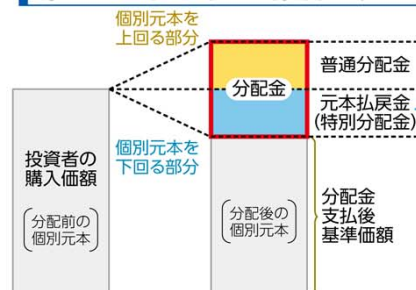 個別元本を
上回る部分
普通分配金
分配金
元本払戻金
(特別分配金)
個別元本を
下回る部分
投資者の
購入価額
分配前の
個別元本
分配後の
個別元本
分配金
支払後
基準価額